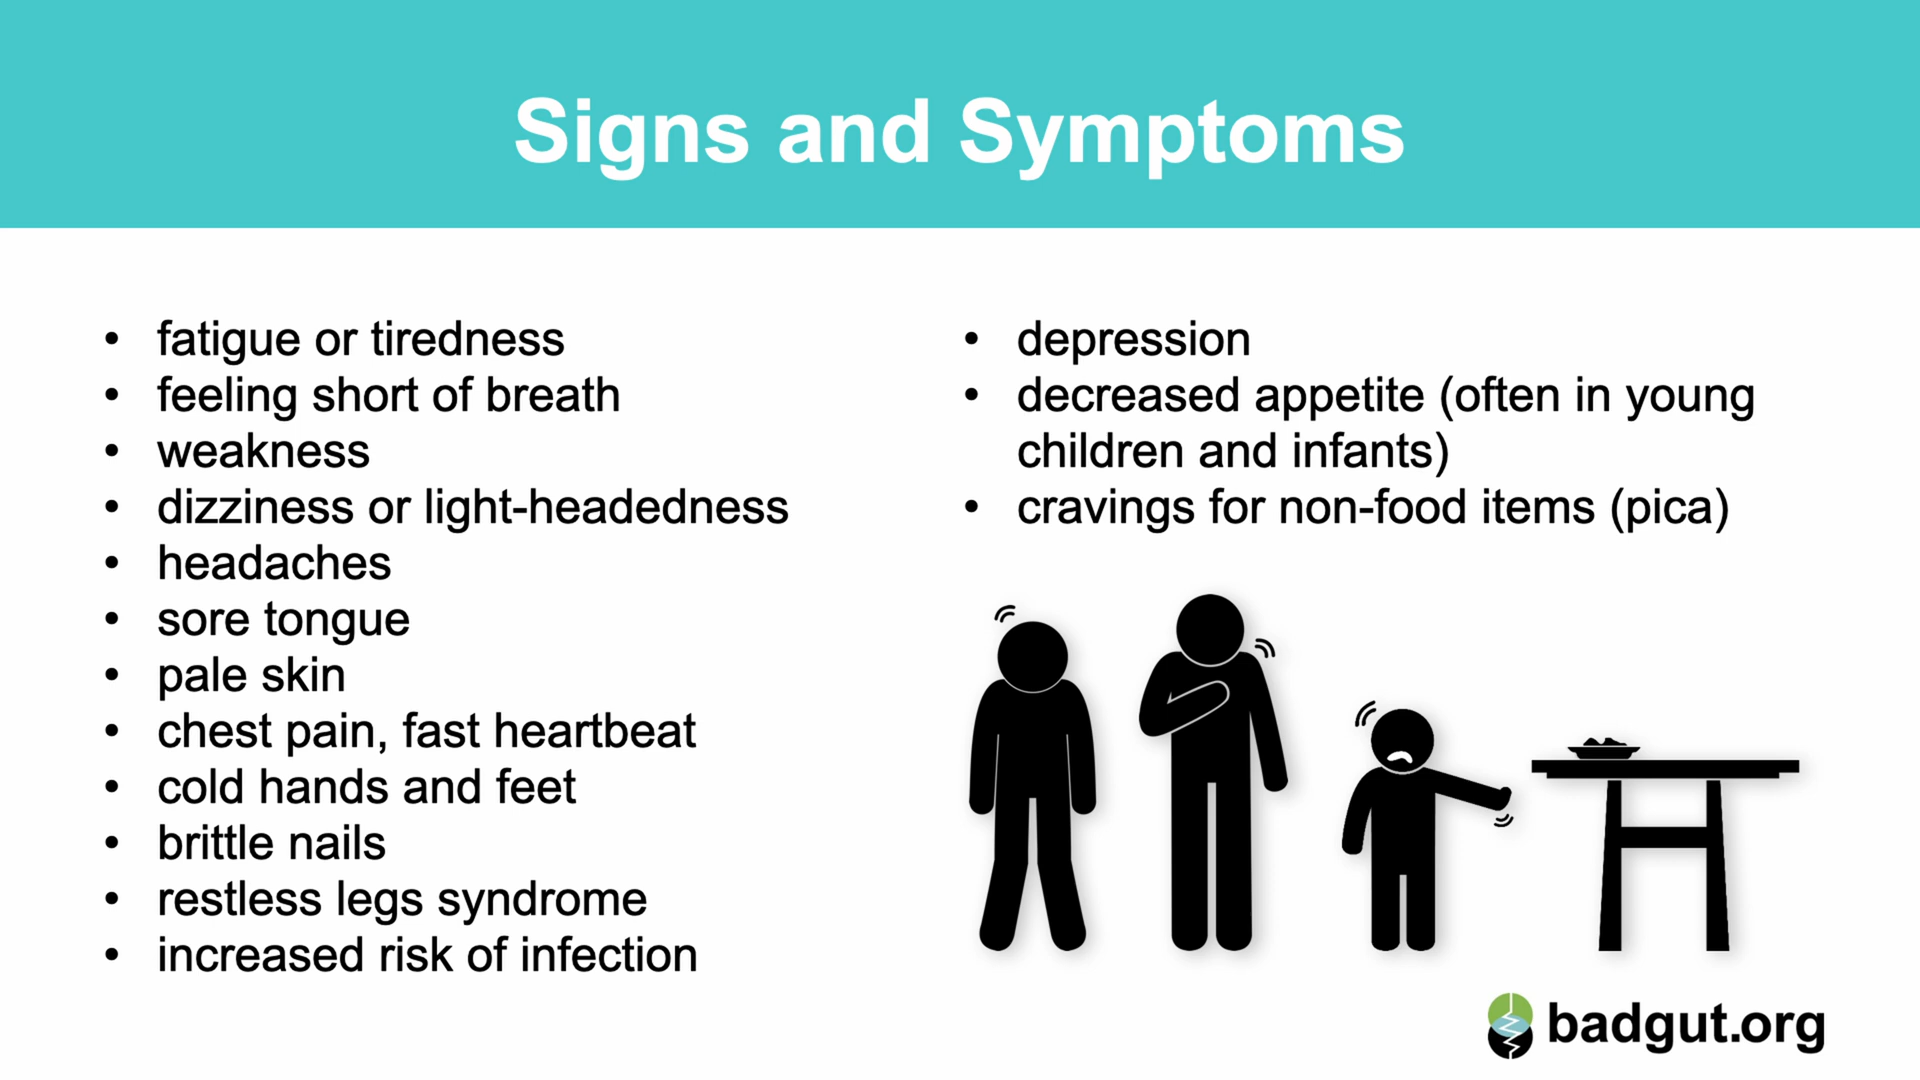 Signs and Symptoms
• fatigue or tiredness
• feeling short of breath
• weakness
• dizziness or light-headedness
• headaches
• sore tongue
• pale skin
• chest pain, fast heartbeat
• cold hands and feet
• brittle nails
• restless legs syndrome
• increased risk of infection
• depression
• decreased appetite (often in young
children and infants)
• cravings for non-food items (pica)
badgut.org